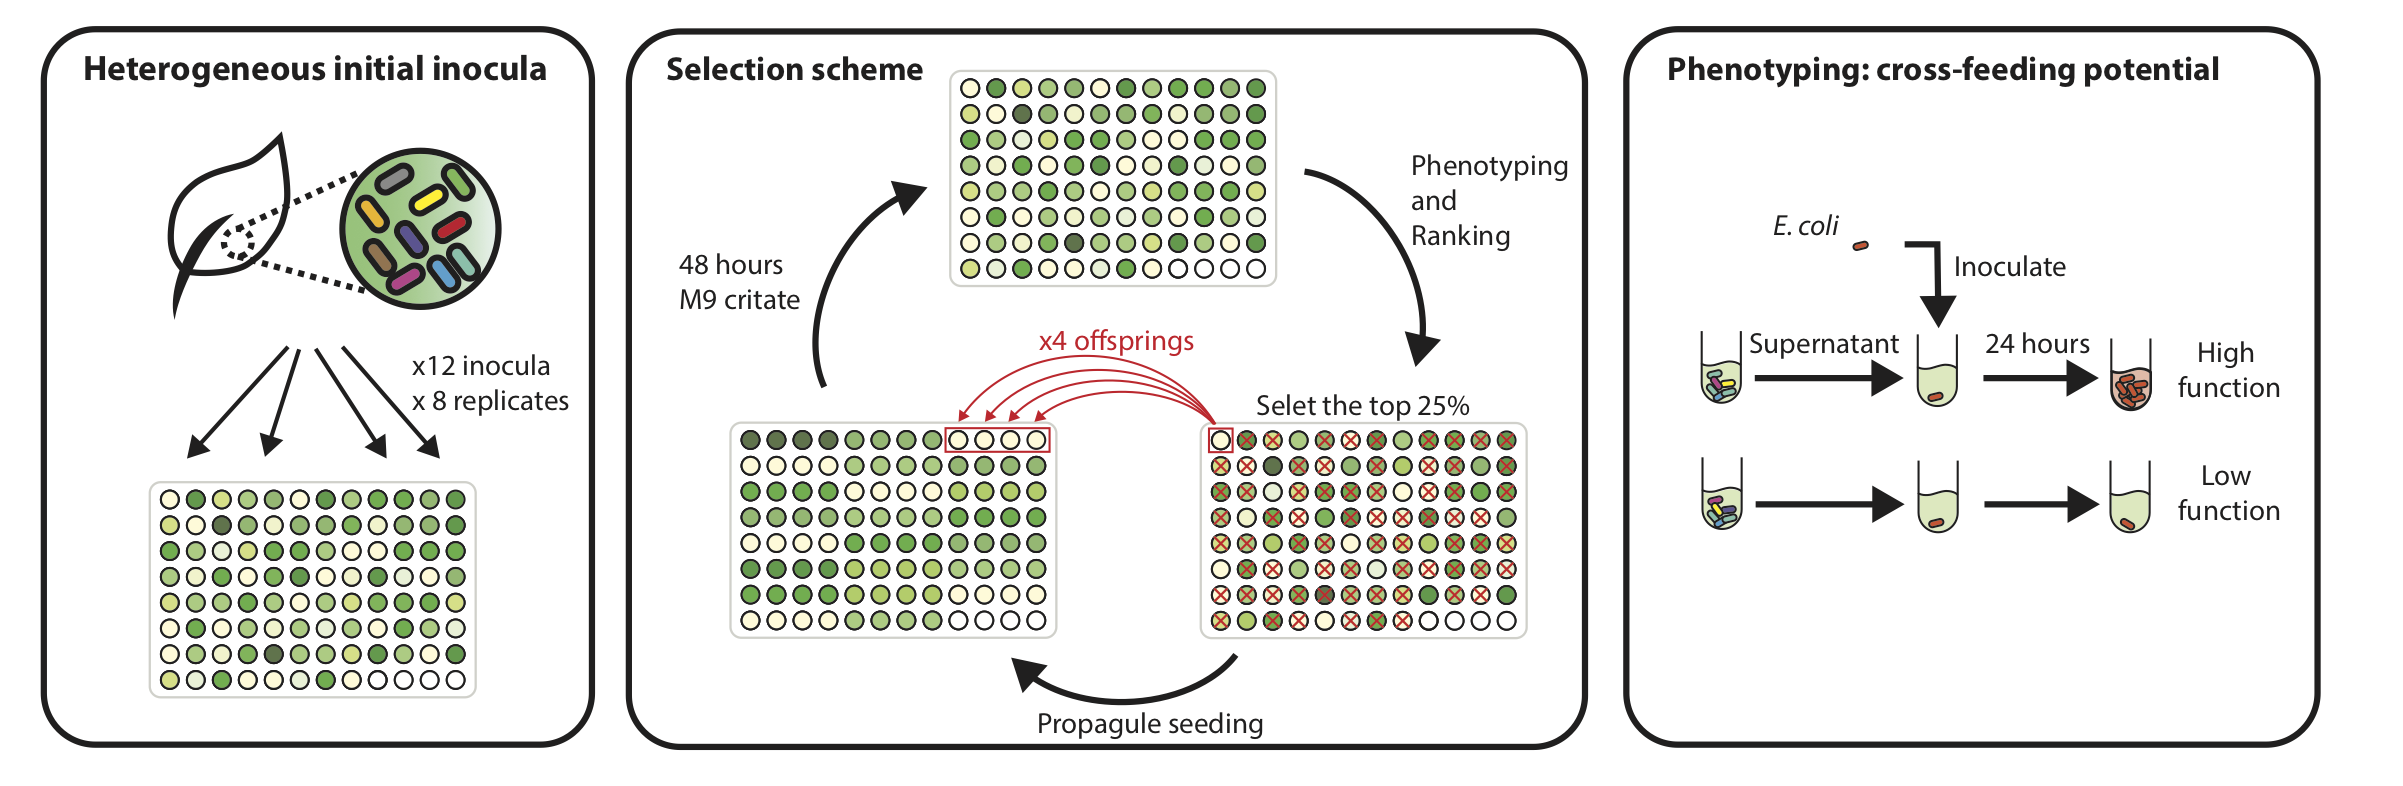 Heterogeneous initial inocula
x12 inocula
x 8 replicates
Selection scheme
48 hours
M9 critate
Phenotyping
and
Ranking
x4 offsprings
Selet the top 25%
Propagule seeding
Phenotyping: cross-feeding potential
E. coli
Inoculate
Supernatant
24 hours
High
function
Low
function